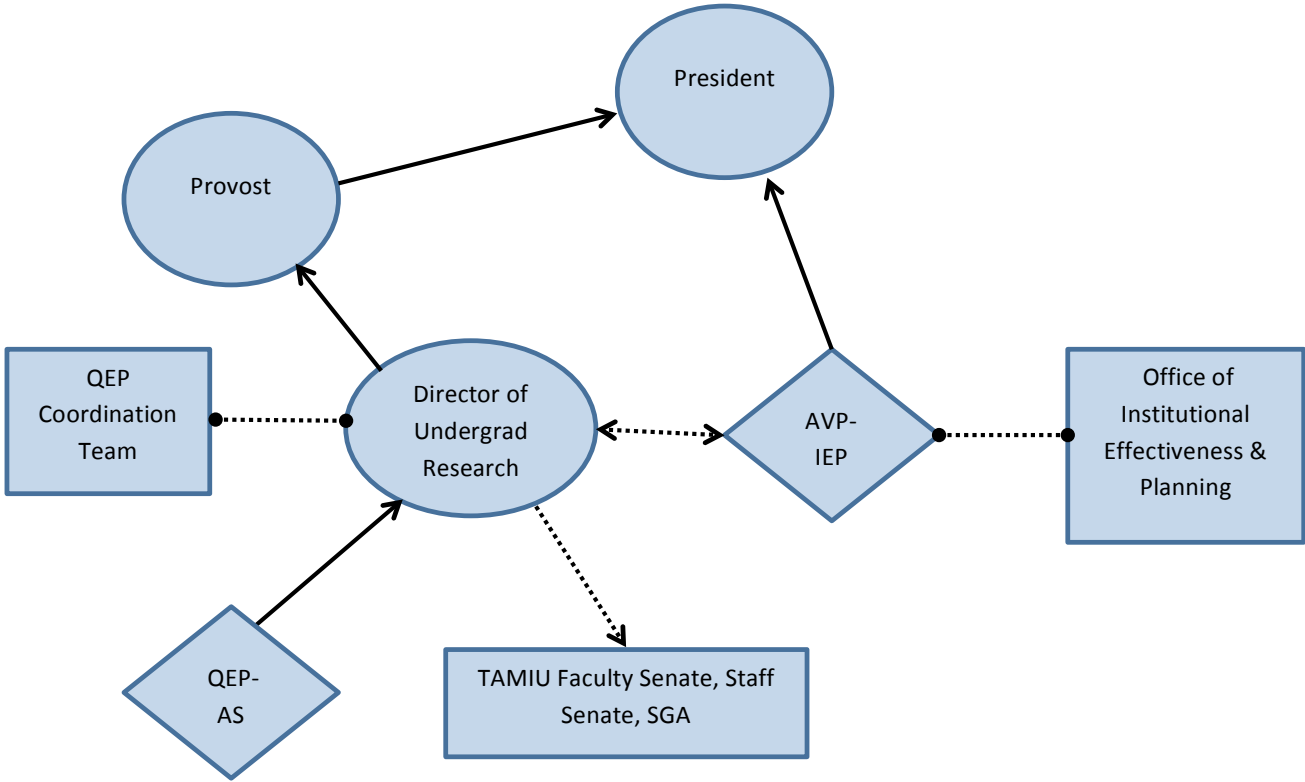 President
Provost
QEP
Coordination
Team
Director of
Undergrad
Research
AVP-
IEP
Office of
Institutional
Effectiveness &
Planning
QEP-
AS
TAMIU Faculty Senate, Staff
Senate, SGA